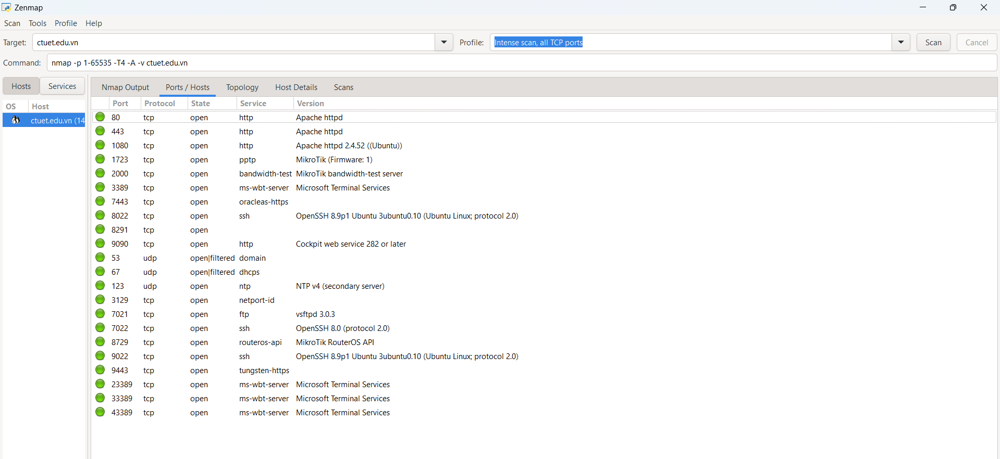 Zenmap
Scan Tools Profile Help
Target: ctuet.edu.vn Profile: Intense scan, all TCP ports Scan Cancel
Command: nmap -p 1-65535 -T4 -A -v ctuet.edu.vn
Hosts Services Nmap Output Ports / Hosts Topology Host Details Scans
OS Host
ctuet.edu.vn (14
Port Protocol State Service Version
80 tcp open http Apache httpd
443 tcp open http Apache httpd
1080 tcp open http Apache httpd 2.4.52 ((Ubuntu))
1723 tcp open pptp MikroTik (Firmware: 1)
2000 tcp open bandwidth-test MikroTik bandwidth-test server
3389 tcp open ms-wbt-server Microsoft Terminal Services
7443 tcp open oracleas-https
8022 tcp open ssh OpenSSH 8.9p1 Ubuntu 3ubuntu0.10 (Ubuntu Linux; protocol 2.0)
8291 tcp open
9090 tcp open http Cockpit web service 282 or later
53 udp open|filtered domain
67 udp open|filtered dhcps
123 udp open ntp NTP v4 (secondary server)
3129 tcp open netport-id
7021 tcp open ftp vsftpd 3.0.3
7022 tcp open ssh OpenSSH 8.0 (protocol 2.0)
8729 tcp open routeros-api MikroTik RouterOS API
9022 tcp open ssh OpenSSH 8.9p1 Ubuntu 3ubuntu0.10 (Ubuntu Linux; protocol 2.0)
9443 tcp open tungsten-https
23389 tcp open ms-wbt-server Microsoft Terminal Services
33389 tcp open ms-wbt-server Microsoft Terminal Services
43389 tcp open ms-wbt-server Microsoft Terminal Services